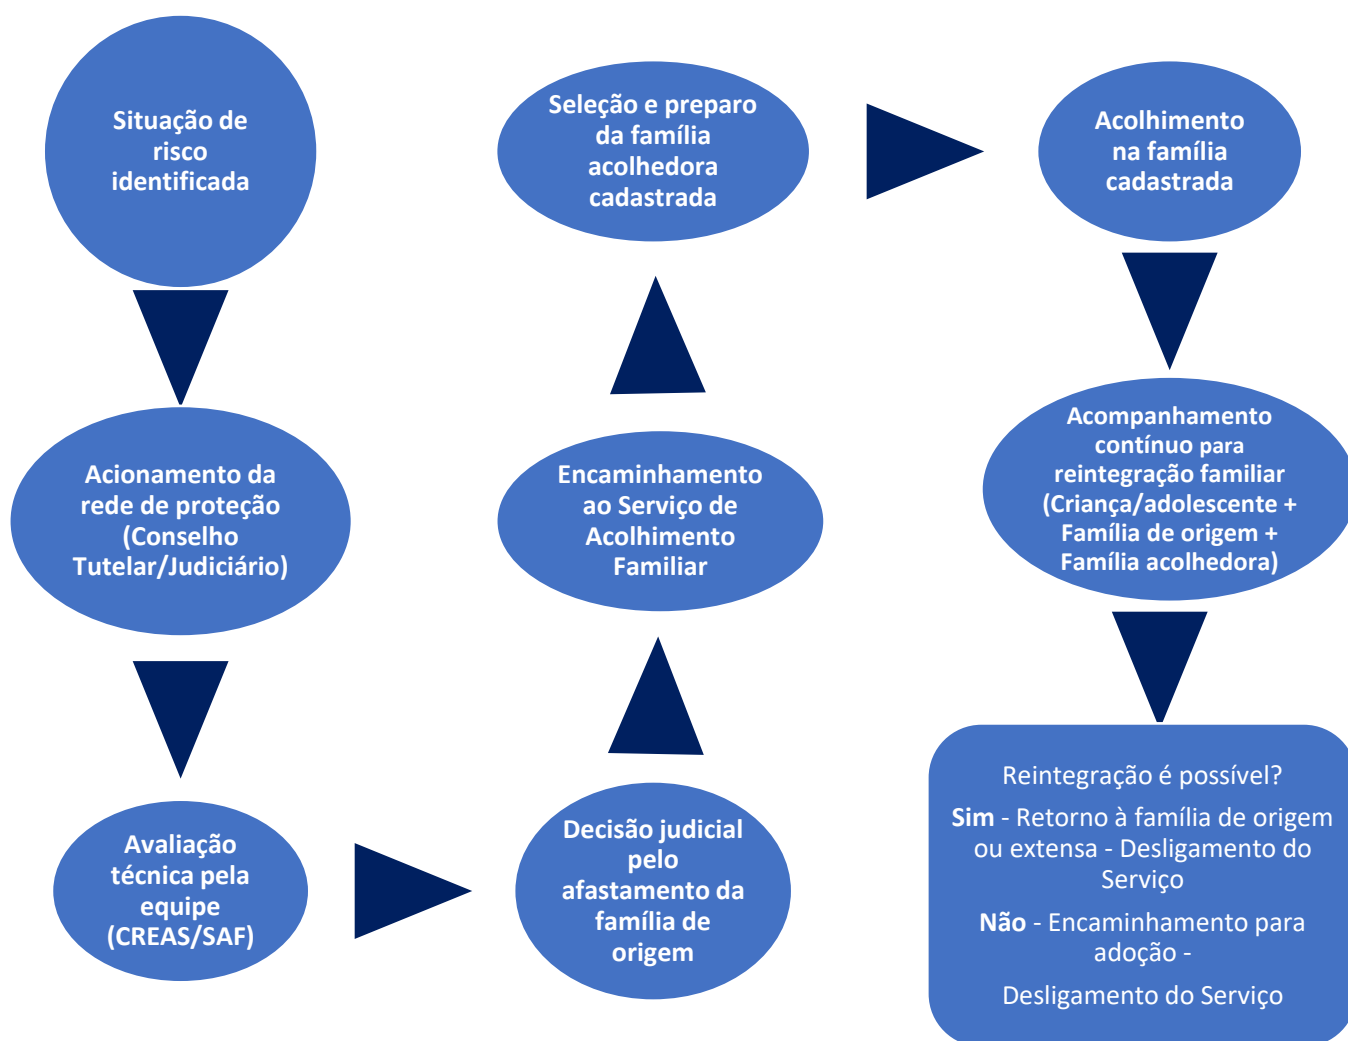 Situação de
risco
identificada
Acionamento da
rede de proteção
(Conselho
Tutelar/Judiciário)
Avaliação
técnica pela
equipe
(CREAS/SAF)
Decisão judicial
pelo
afastamento da
família de
origem
Encaminhamento
ao Serviço de
Acolhimento
Familiar
Seleção e preparo
da família
acolhedora
cadastrada
Acolhimento
na família
cadastrada
Acompanhamento
contínuo para
reintegração familiar
(Criança/adolescente +
Família de origem +
Família acolhedora)
Reintegração é possível?
Sim - Retorno à família de origem
ou extensa - Desligamento do
Serviço
Não - Encaminhamento para
adoção -
Desligamento do Serviço